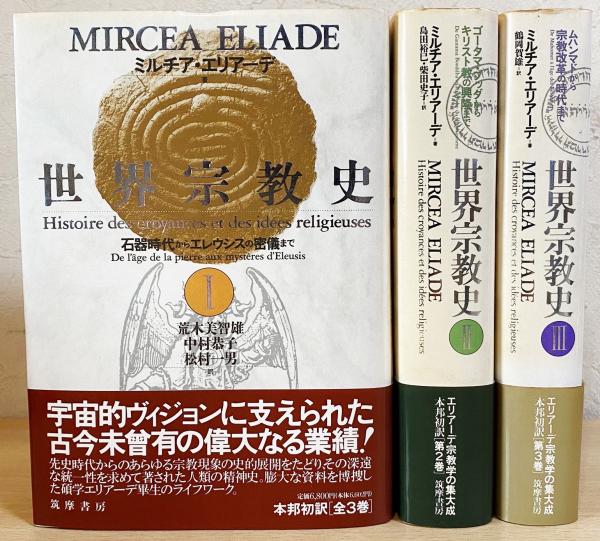 MIRCEA ELIADE
ミルチア・エリアーデ
世界宗教史
Histoire des croyances et des idées religieuses
石器時代からエレウシスの密儀まで
De l'âge de la pierre aux mystères d'Eleusis
I
荒木美智雄
中村恭子
松村一男
訳
宇宙的ヴィジョンに支えられた
古今未曾有の偉大なる業績!
先史時代からのあらゆる宗教現象の史的展開をたどりその深遠
な統一性を求めて著された人類の精神史。膨大な資料を博捜し
た碩学エリアーデ畢生のライフワーク。
定価6,800円(本体6,602円)
筑摩書房
本邦初訳[全3巻]
ゴータマ・ブッダから
キリスト教の興隆まで
ミルチア・エリアーデ・著
島田裕巳・柴田史子・訳
世界宗教史
MIRCEA ELIADE
Histoire des croyances et des idées religieuses
II
エリアーデ宗教学の集大成
本邦初訳[第2巻] 筑摩書房
ムハンマドから
宗教改革の時代まで
ミルチア・エリアーデ・著
鶴岡賀雄・訳
世界宗教史
MIRCEA ELIADE
Histoire des croyances et des idées religieuses
III
エリアーデ宗教学の集大成
本邦初訳[第3巻] 筑摩書房